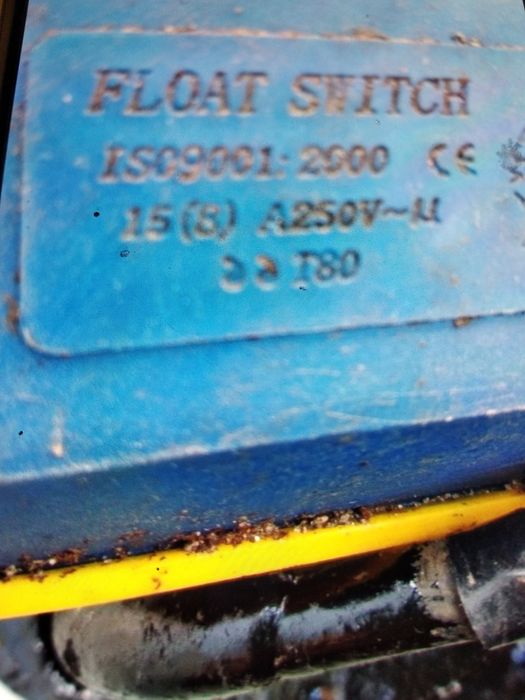 FLOAT SWITCH
ISO9001:2000 CE
15(8) A250V~µ
T80